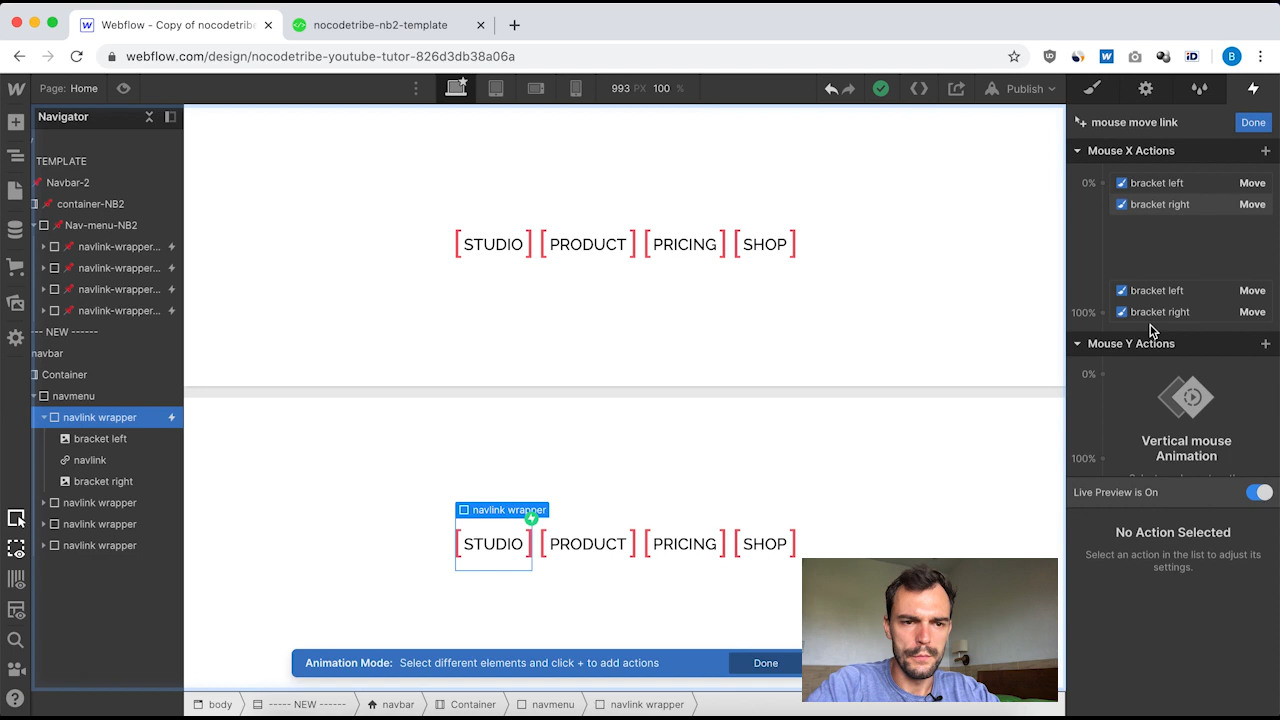 Webflow - Copy of nocodetribe
nocodetribe-nb2-template
webflow.com/design/nocodetribe-youtube-tutor-826d3db38a06a
B
Page: Home
993 PX 100 %
Publish
Navigator
TEMPLATE
Navbar-2
container-NB2
Nav-menu-NB2
navlink-wrapper...
navlink-wrapper...
navlink-wrapper...
navlink-wrapper...
--- NEW ------
navbar
Container
navmenu
navlink wrapper
bracket left
navlink
bracket right
navlink wrapper
navlink wrapper
navlink wrapper
[STUDIO] [PRODUCT] [PRICING] [SHOP]
navlink wrapper
[STUDIO] [PRODUCT] [PRICING] [SHOP]
Animation Mode: Select different elements and click + to add actions
Done
body
----- NEW ------
navbar
Container
navmenu
navlink wrapper
mouse move link
Done
Mouse X Actions
0%
bracket left Move
bracket right Move
bracket left Move
100%
bracket right Move
Mouse Y Actions
0%
Vertical mouse
Animation
100%
Live Preview is On
No Action Selected
Select an action in the list to adjust its
settings.